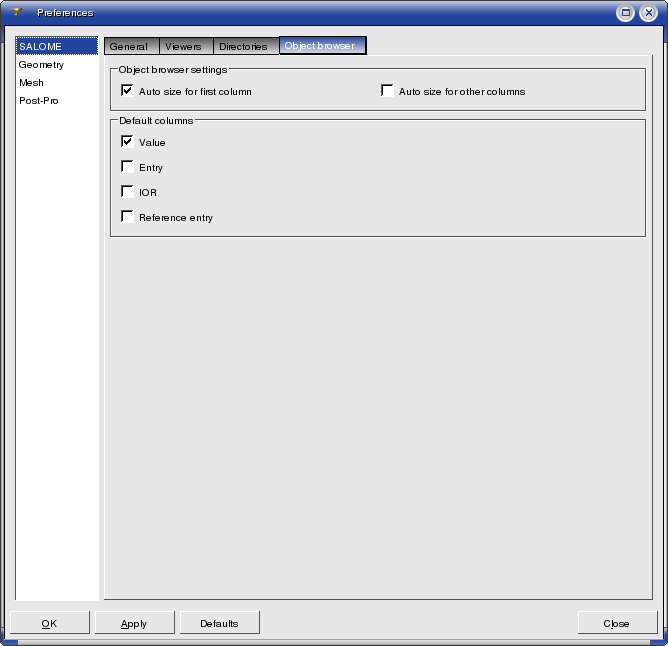 Preferences
SALOME
Geometry
Mesh
Post-Pro
General Viewers Directories Object browser
Object browser settings
Auto size for first column Auto size for other columns
Default columns
Value
Entry
IOR
Reference entry
OK Apply Defaults Close